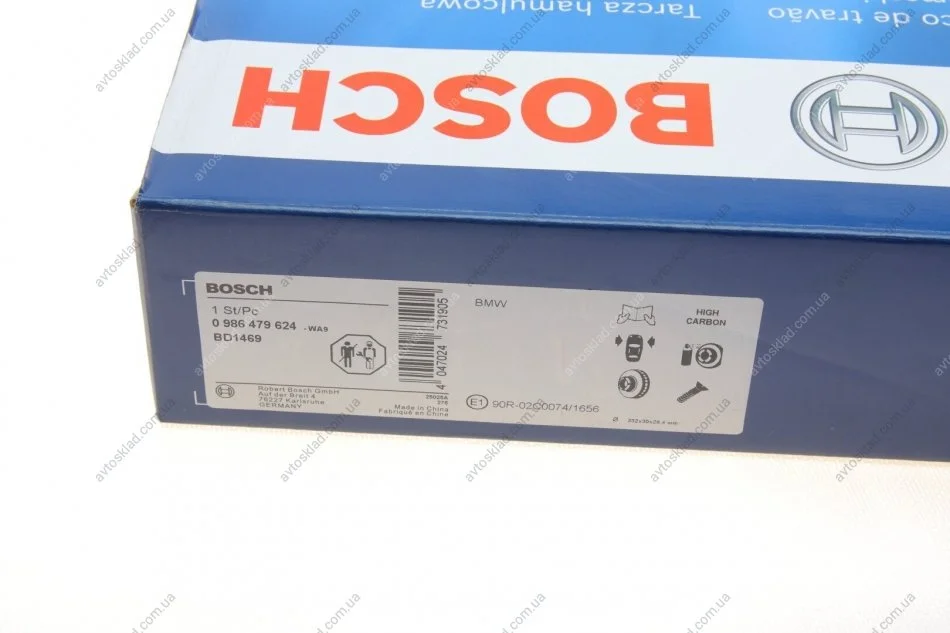 Tarcza hamulcowa
co de travão
BOSCH
BOSCH
1 St/Pc
0 986 479 624 -WA9
BD1469
Robert Bosch GmbH
Auf der Breit 4
76227 Karlsruhe
GERMANY
Made in China
Fabriqué en China
4 047024 731905
BMW
E1 90R-02C0074/1656
HIGH
CARBON
avtosklad.com.ua